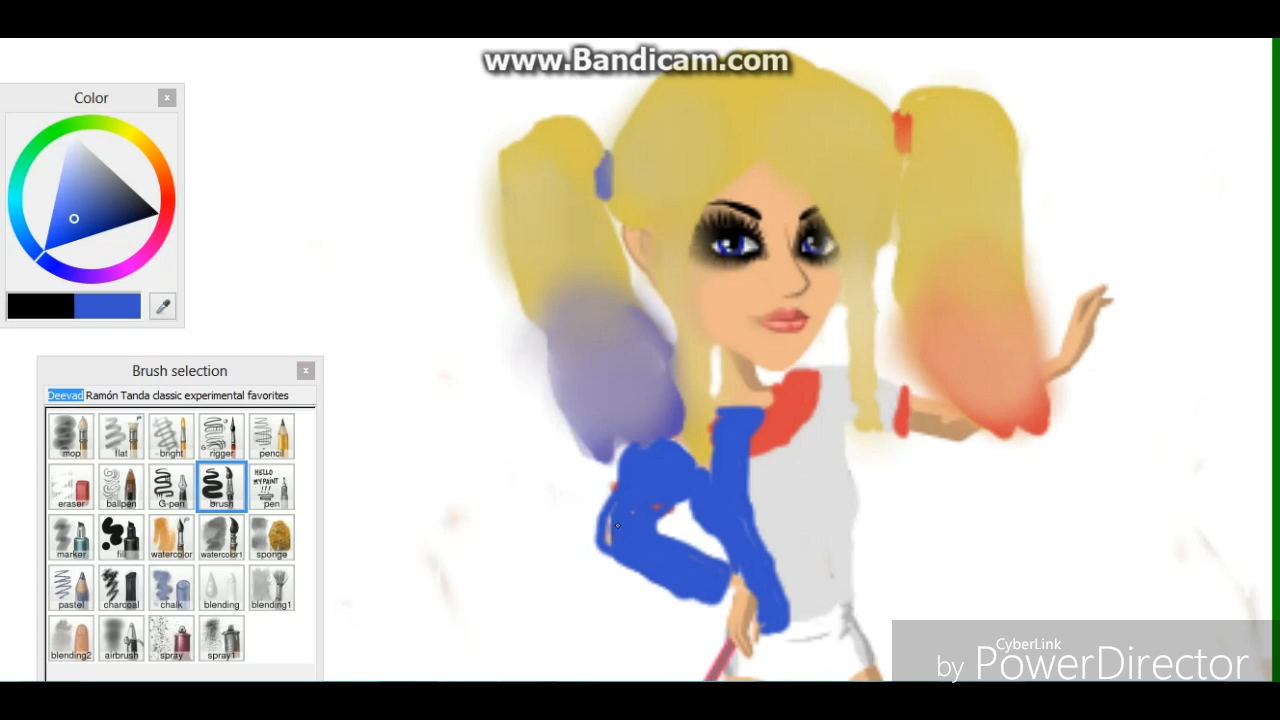 www.Bandicam.com
Color
x
Brush selection
x
Deevad Ramón Tanda classic experimental favorites
mop flat bright rigger pencil
eraser ballpen G-pen brush pen
HELLO
MYPAINT
!!!
marker fill watercolor watercolor1 sponge
pastel charcoal chalk blending blending1
blending2 airbrush spray spray1
CyberLink
by PowerDirector